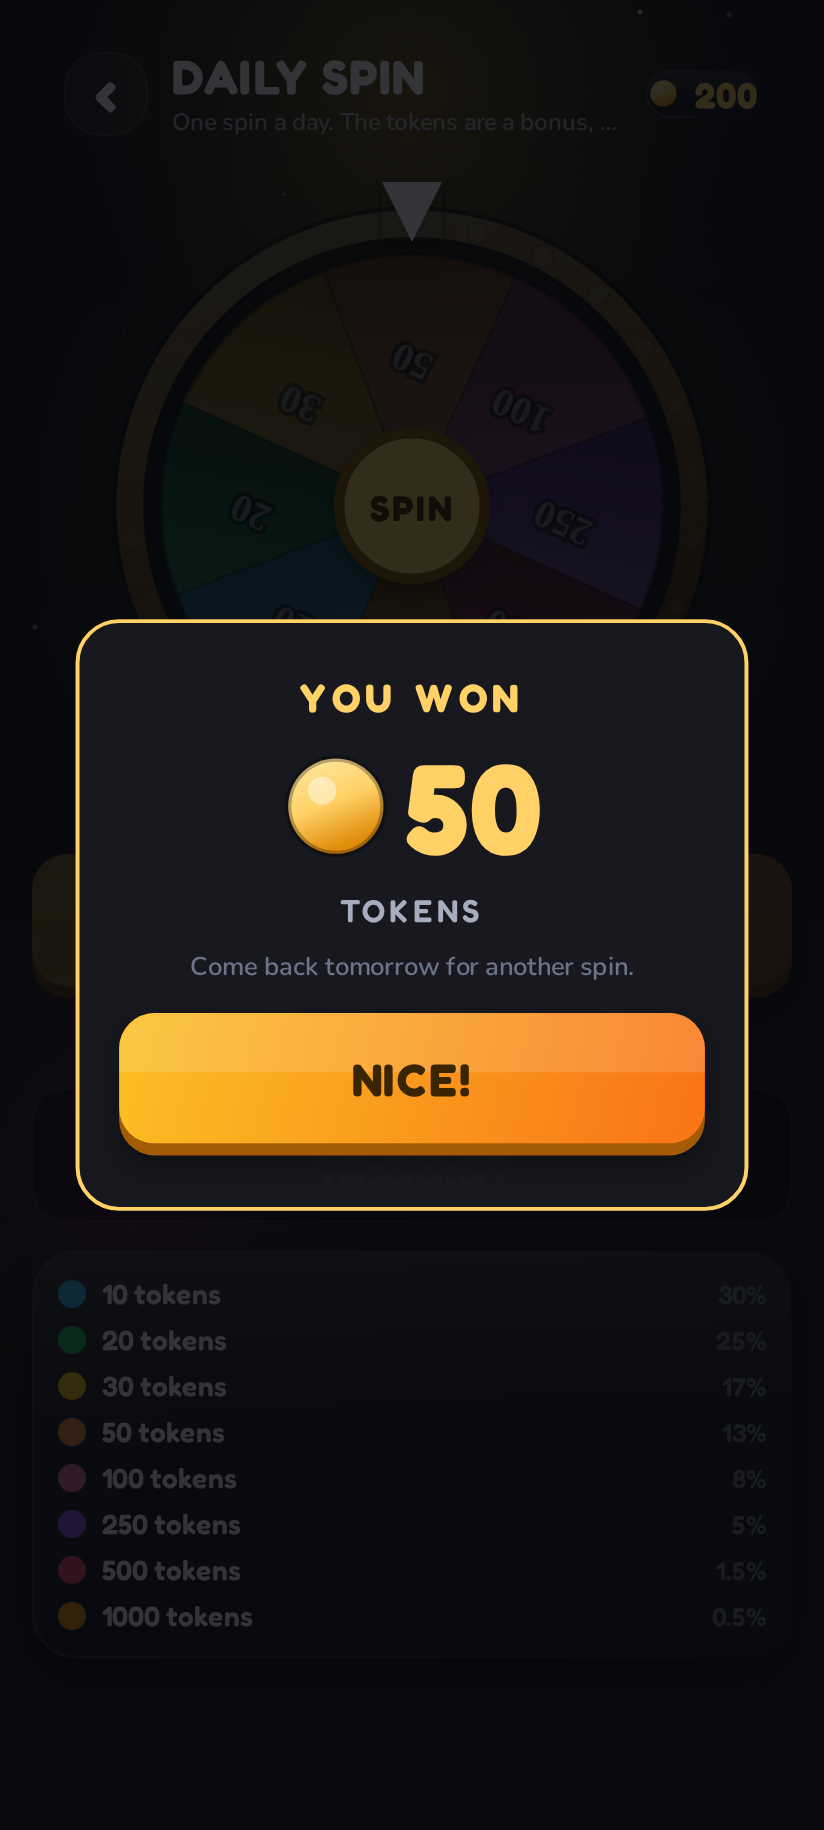 DAILY SPIN
One spin a day. The tokens are a bonus, ...
200
50
30
100
20
250
SPIN
YOU WON
50
TOKENS
Come back tomorrow for another spin.
NICE!
10 tokens 30%
20 tokens 25%
30 tokens 17%
50 tokens 13%
100 tokens 8%
250 tokens 5%
500 tokens 1.5%
1000 tokens 0.5%